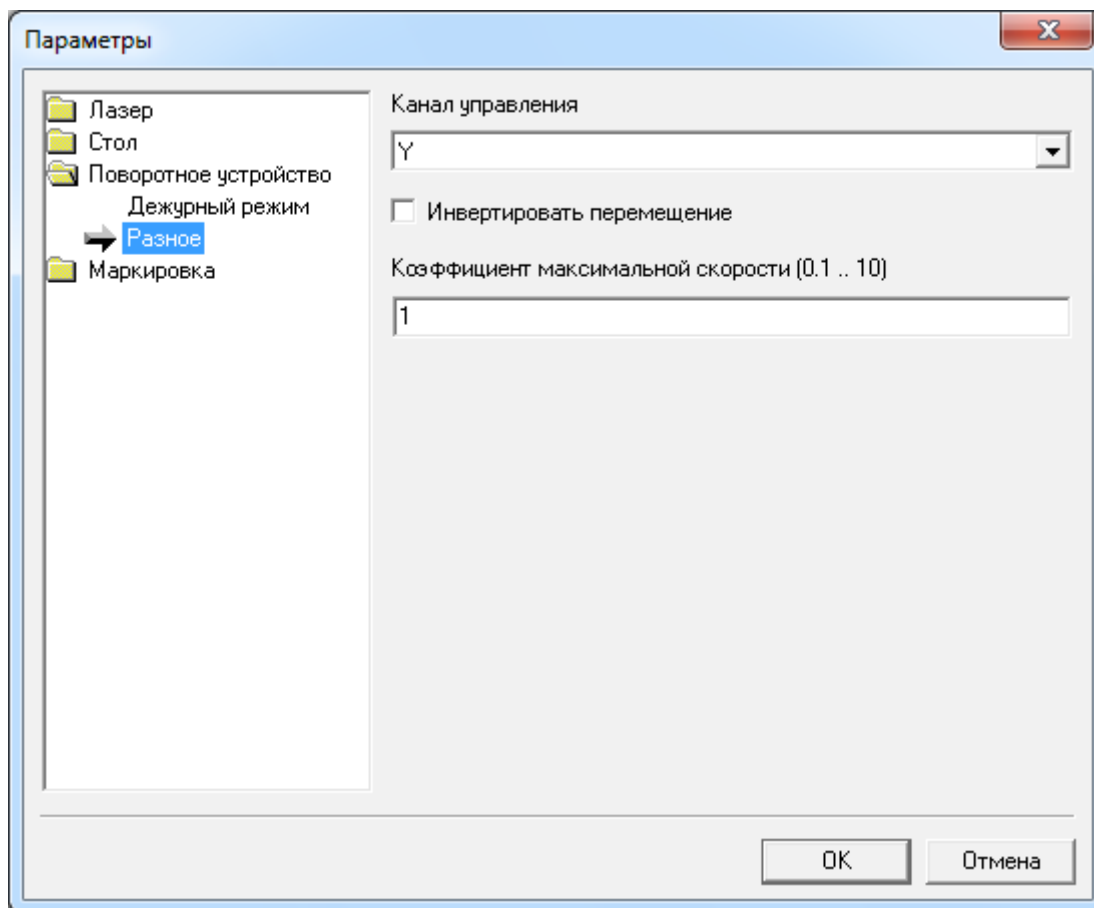 Параметры
Лазер
Стол
Поворотное устройство
Дежурный режим
Разное
Маркировка
Канал управления
Y
Инвертировать перемещение
Коэффициент максимальной скорости (0.1 .. 10)
1
OK
Отмена